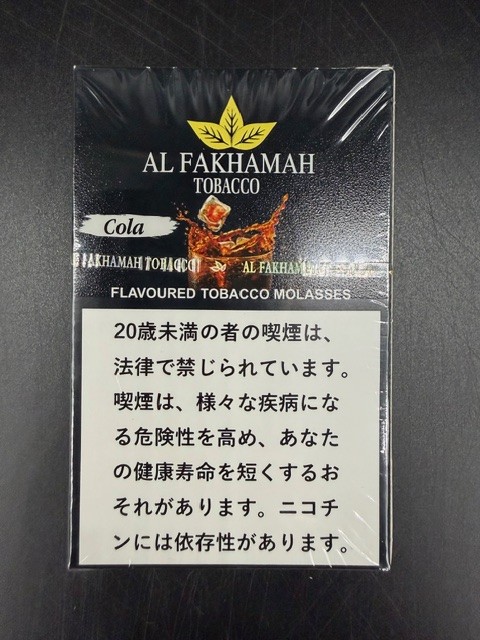 AL FAKHAMAH
TOBACCO
Cola
FAKHAMAH TOBACCO
AL FAKHAMAH
FLAVOURED TOBACCO MOLASSES
20歳未満の者の喫煙は、
法律で禁じられています。
喫煙は、様々な疾病にな
る危険性を高め、あなた
の健康寿命を短くするお
それがあります。ニコチ
ンには依存性があります。